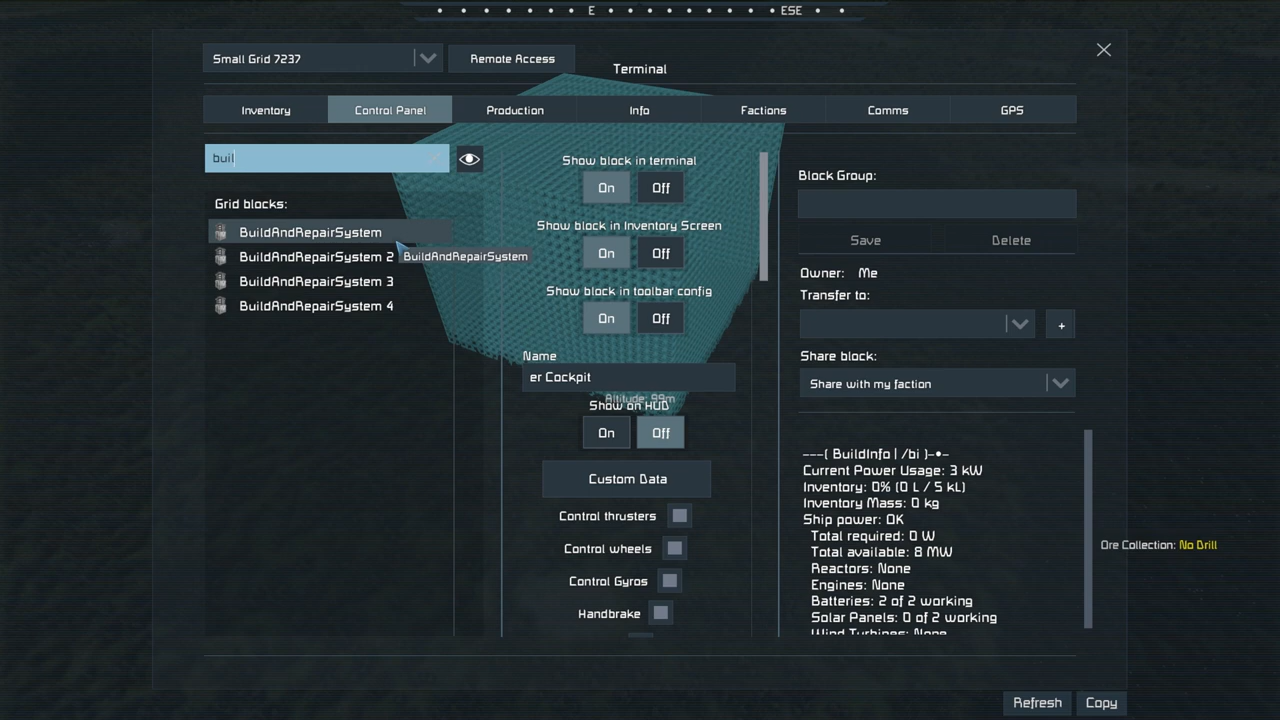 E
ESE
Small Grid 7237
Remote Access
Terminal
Inventory
Control Panel
Production
Info
Factions
Comms
GPS
buil
Grid blocks:
BuildAndRepairSystem
BuildAndRepairSystem 2
BuildAndRepairSystem
BuildAndRepairSystem 3
BuildAndRepairSystem 4
Show block in terminal
On
Off
Show block in Inventory Screen
On
Off
Show block in toolbar config
On
Off
Name
er Cockpit
Altitude: 99m
Show on HUD
On
Off
Custom Data
Control thrusters
Control wheels
Control Gyros
Handbrake
Block Group:
Save
Delete
Owner: Me
Transfer to:
+
Share block:
Share with my faction
---( BuildInfo | /bi )-•-
Current Power Usage: 3 kW
Inventory: 0% (0 L / 5 kL)
Inventory Mass: 0 kg
Ship power: OK
Total required: 0 W
Total available: 8 MW
Reactors: None
Engines: None
Batteries: 2 of 2 working
Solar Panels: 0 of 2 working
Wind Turbines: None
Ore Collection: No Drill
Refresh
Copy